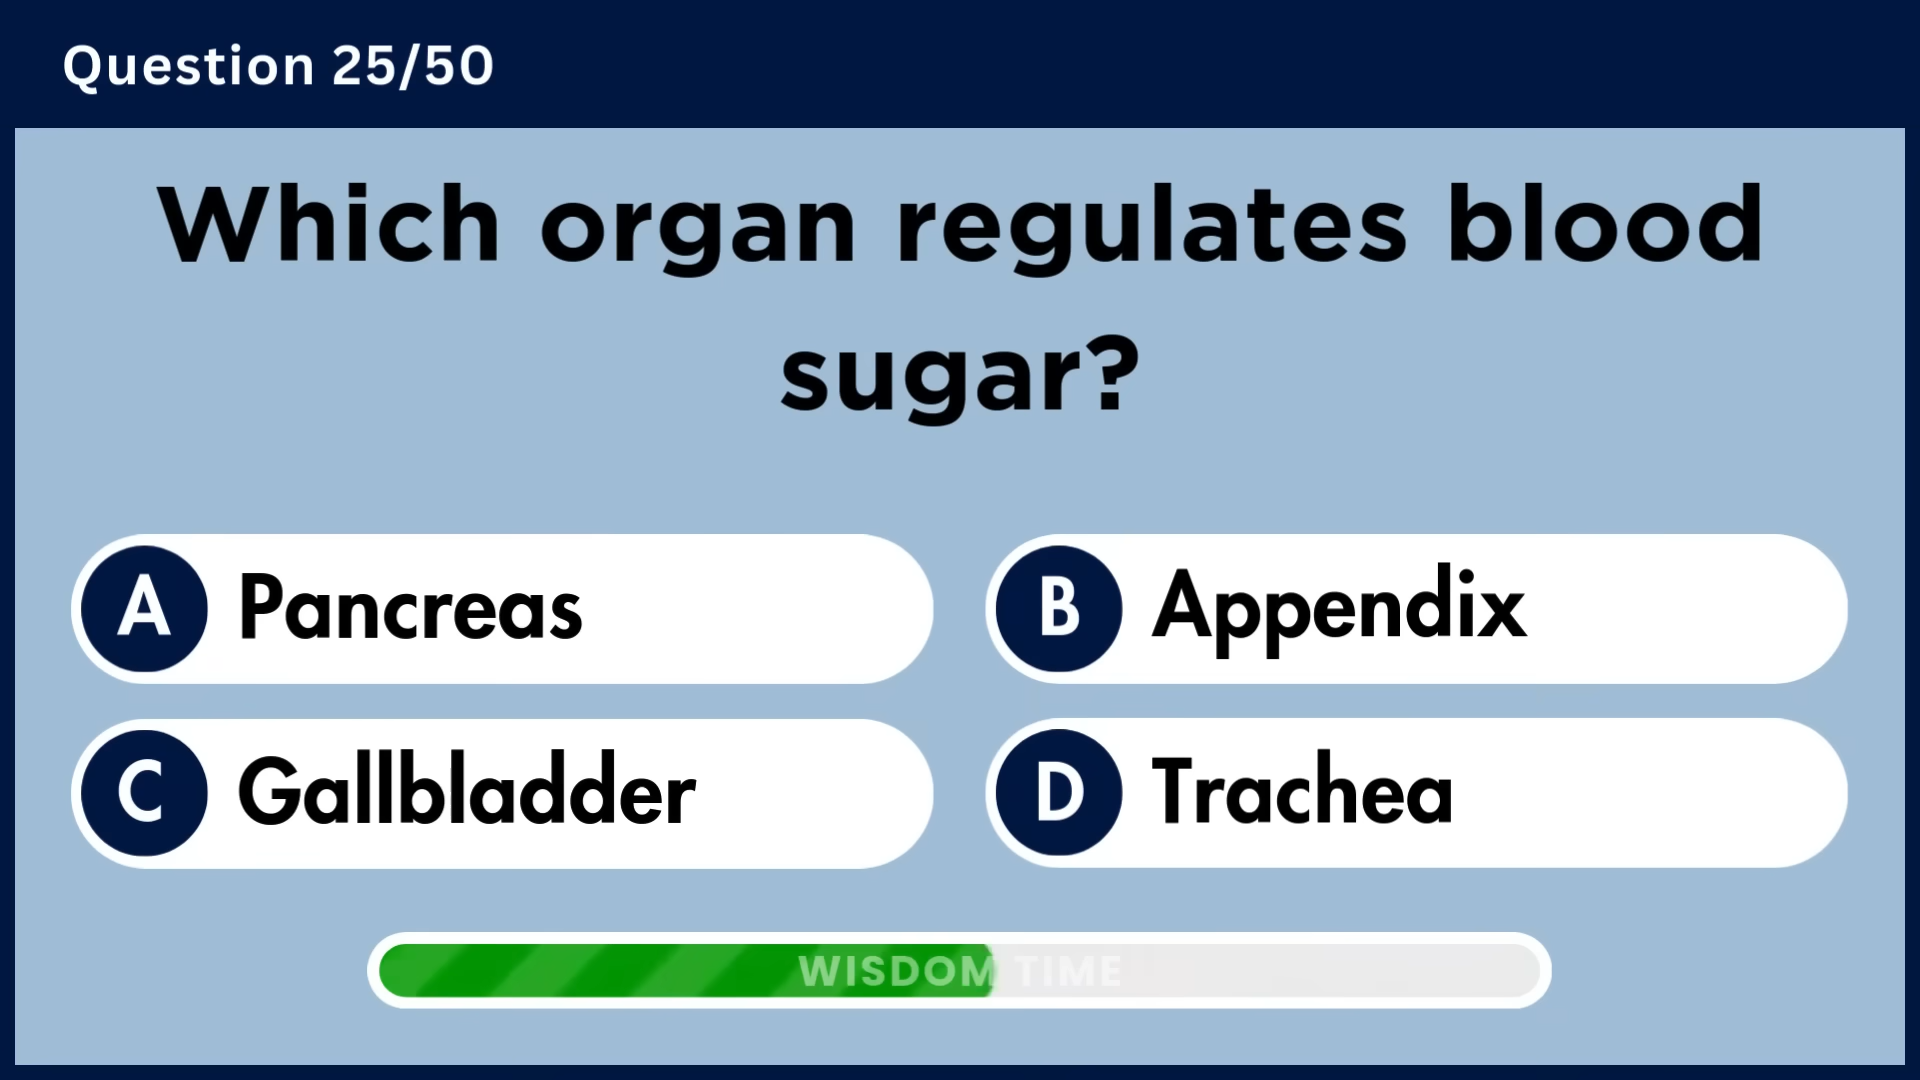 Question 25/50
Which organ regulates blood
sugar?
A Pancreas
B Appendix
C Gallbladder
D Trachea
WISDOM TIME